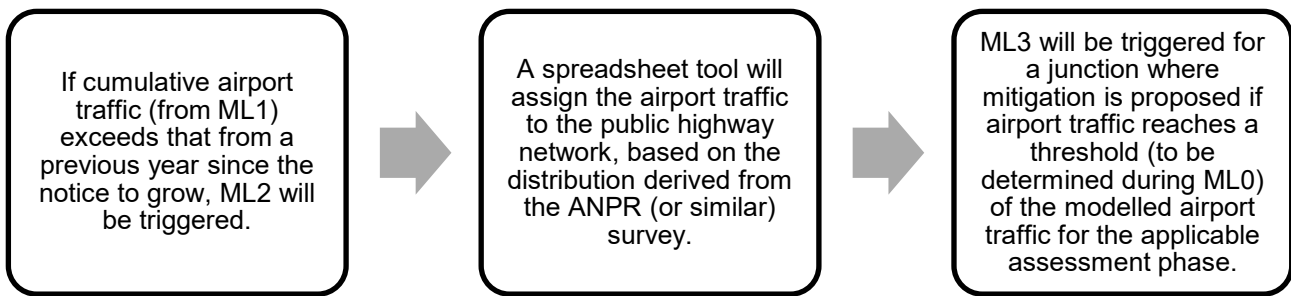 If cumulative airport
traffic (from ML1)
exceeds that from a
previous year since the
notice to grow, ML2 will
be triggered.
A spreadsheet tool will
assign the airport traffic
to the public highway
network, based on the
distribution derived from
the ANPR (or similar)
survey.
ML3 will be triggered for
a junction where
mitigation is proposed if
airport traffic reaches a
threshold (to be
determined during ML0)
of the modelled airport
traffic for the applicable
assessment phase.